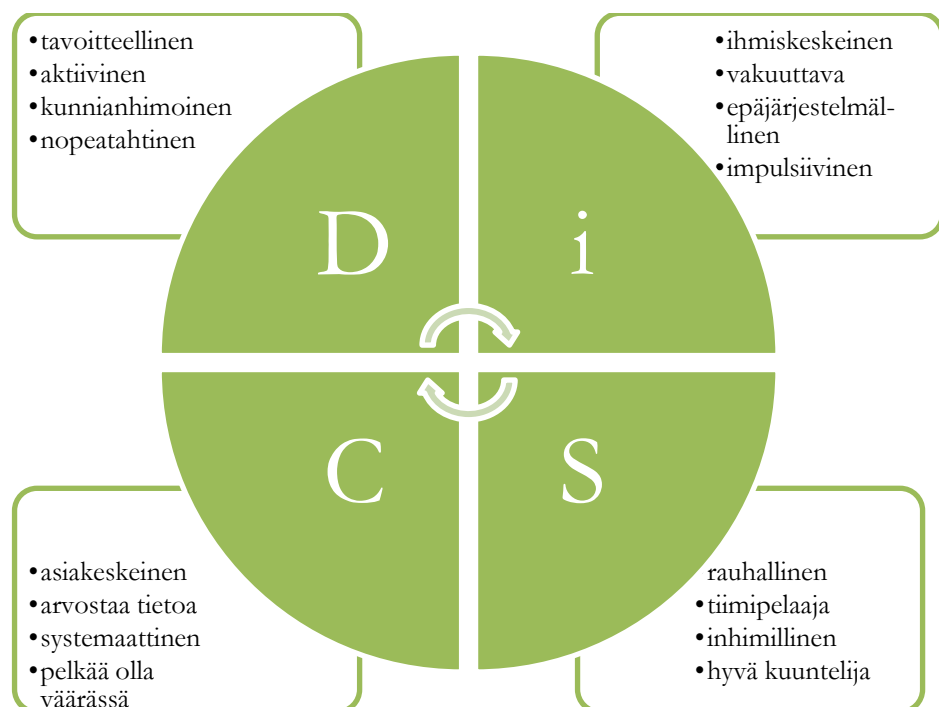 •tavoitteellinen
•aktiivinen
•kunnianhimoinen
•nopeatahtinen
•ihmiskeskeinen
•vakuuttava
•epäjärjestelmäl-
linen
•impulsiivinen
D
i
C
S
•asiakeskeinen
•arvostaa tietoa
•systemaattinen
•pelkää olla
väärässä
rauhallinen
•tiimipelaaja
•inhimillinen
•hyvä kuuntelija